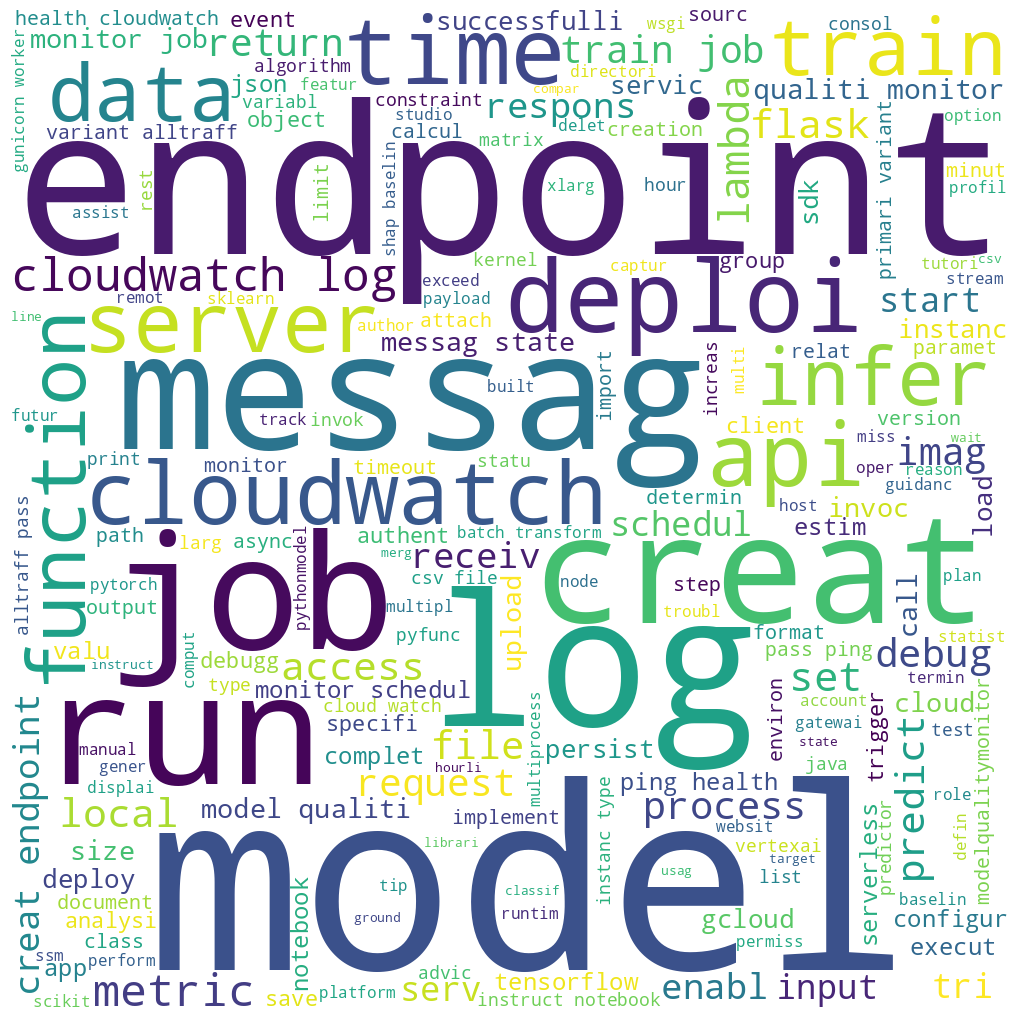 health cloudwatch
event
successfulli
wsgi
sourc
consol
monitor job
return
time
train job
train
gunicorn worker
algorithm
directori
data
json
featur
compar
servic
qualiti monitor
variabl
constraint
respons
lambda
object
studio
variant alltraff
calcul
delet
creation
flask
option
matrix
endpoint
minut
profil
xlarg
hour
sdk
primari variant
assist
rest
limit
shap baselin
cloudwatch log
kernel
captur
group
tutori
csv
exceed
stream
remot
sklearn
payload
deploi
start
line
server
author
attach
instanc
messag state
relat
paramet
function
messag
import
increas
multi
infer
built
futur
track
invok
client
version
api
miss
wait
imag
print
monitor
timeout
statu
oper
reason
guidanc
cloudwatch
determin
host
invoc
load
alltraff pass
path
larg
async
authent
batch transform
schedul
estim
merg
receiv
creat
job
pythonmodel
pytorch
csv file
node
step
plan
output
multipl
log
troubl
call
upload
format
statist
valu
pyfunc
instruct
comput
debugg
access
pass ping
debug
type
monitor schedul
set
termin
run
cloud watch
account
cloud
specifi
environ
gatewai
trigger
test
manual
file
persist
state
gener
complet
hourli
multiprocess
java
predict
modelqualitymonitor
displai
request
ping health
creat endpoint
local
model qualiti
implement
process
role
websit
serverless
predictor
defin
size
librari
vertexai
target
model
instanc type
deploy
tip
classif
usag
list
document
notebook
baselin
analysi
ground
runtim
gcloud
configur
class
permiss
ssm
app
perform
advic
execut
metric
platform
serv
tensorflow
enabl
input
tri
scikit
save
instruct notebook